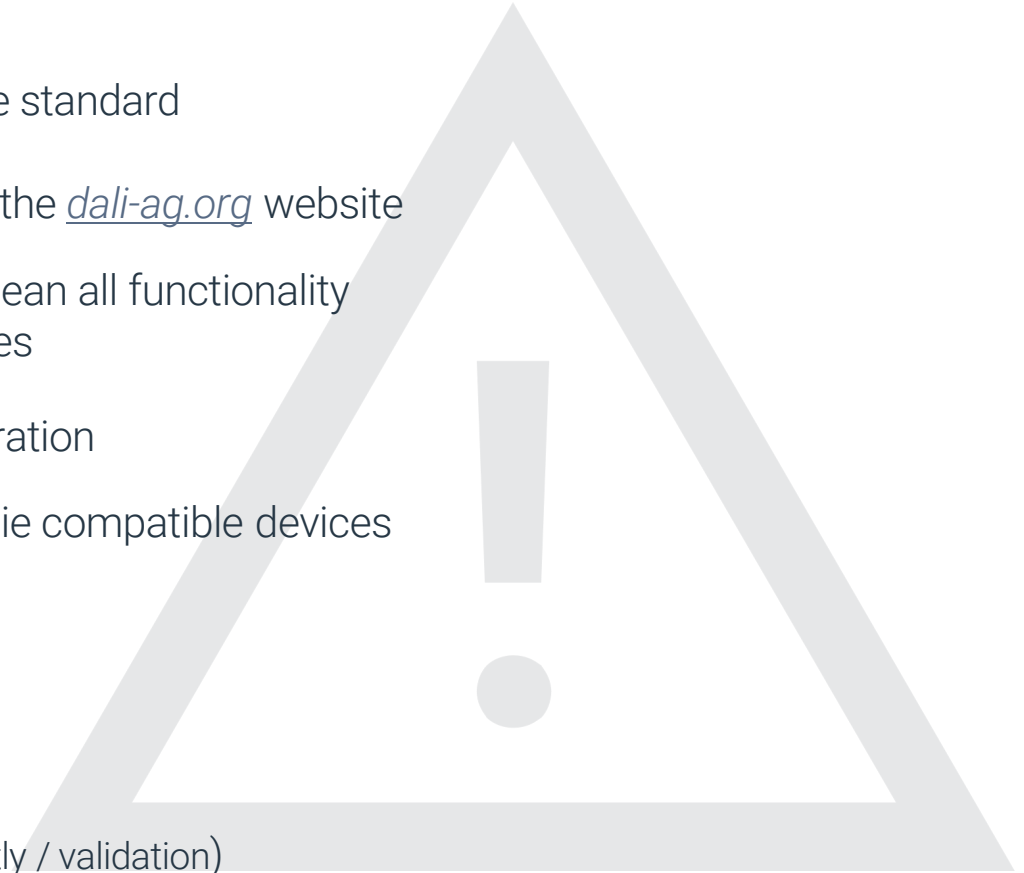 e standard
the dali-ag.org website
ean all functionality
es
ration
ie compatible devices
ly / validation)